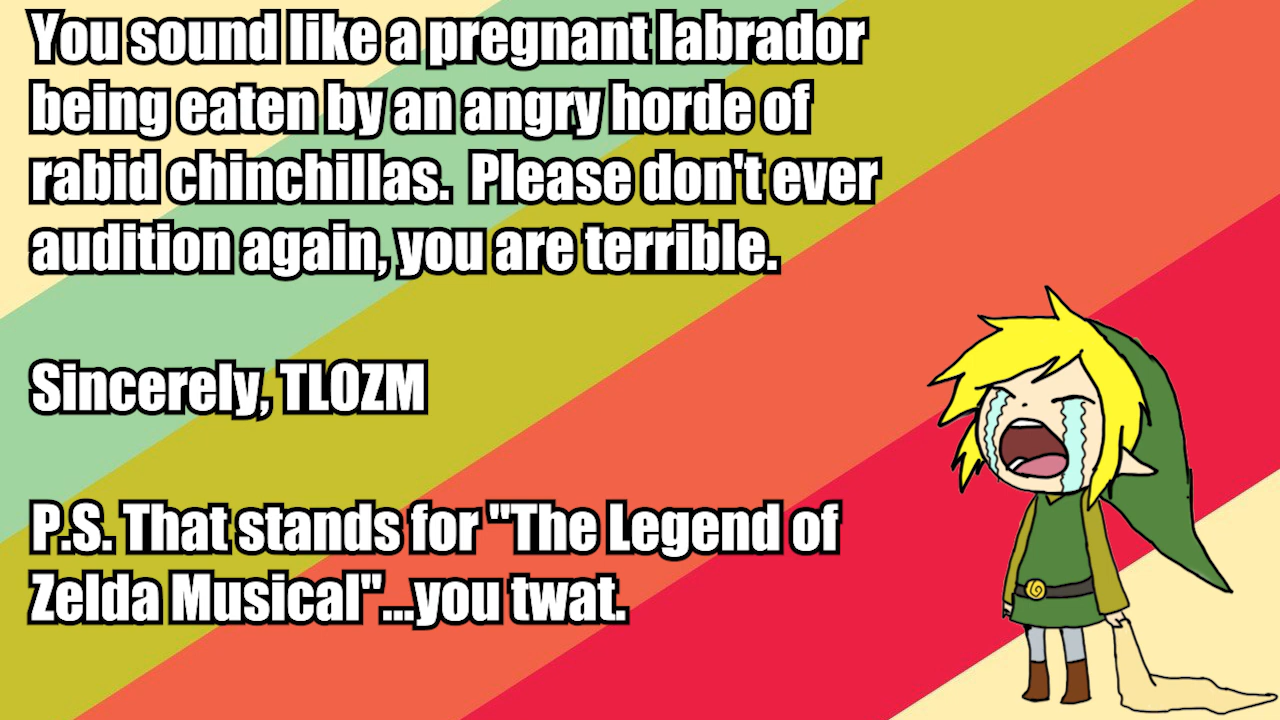 You sound like a pregnant labrador
being eaten by an angry horde of
rabid chinchillas.  Please don't ever
audition again, you are terrible.
Sincerely, TLOZM
P.S. That stands for "The Legend of
Zelda Musical"...you twat.